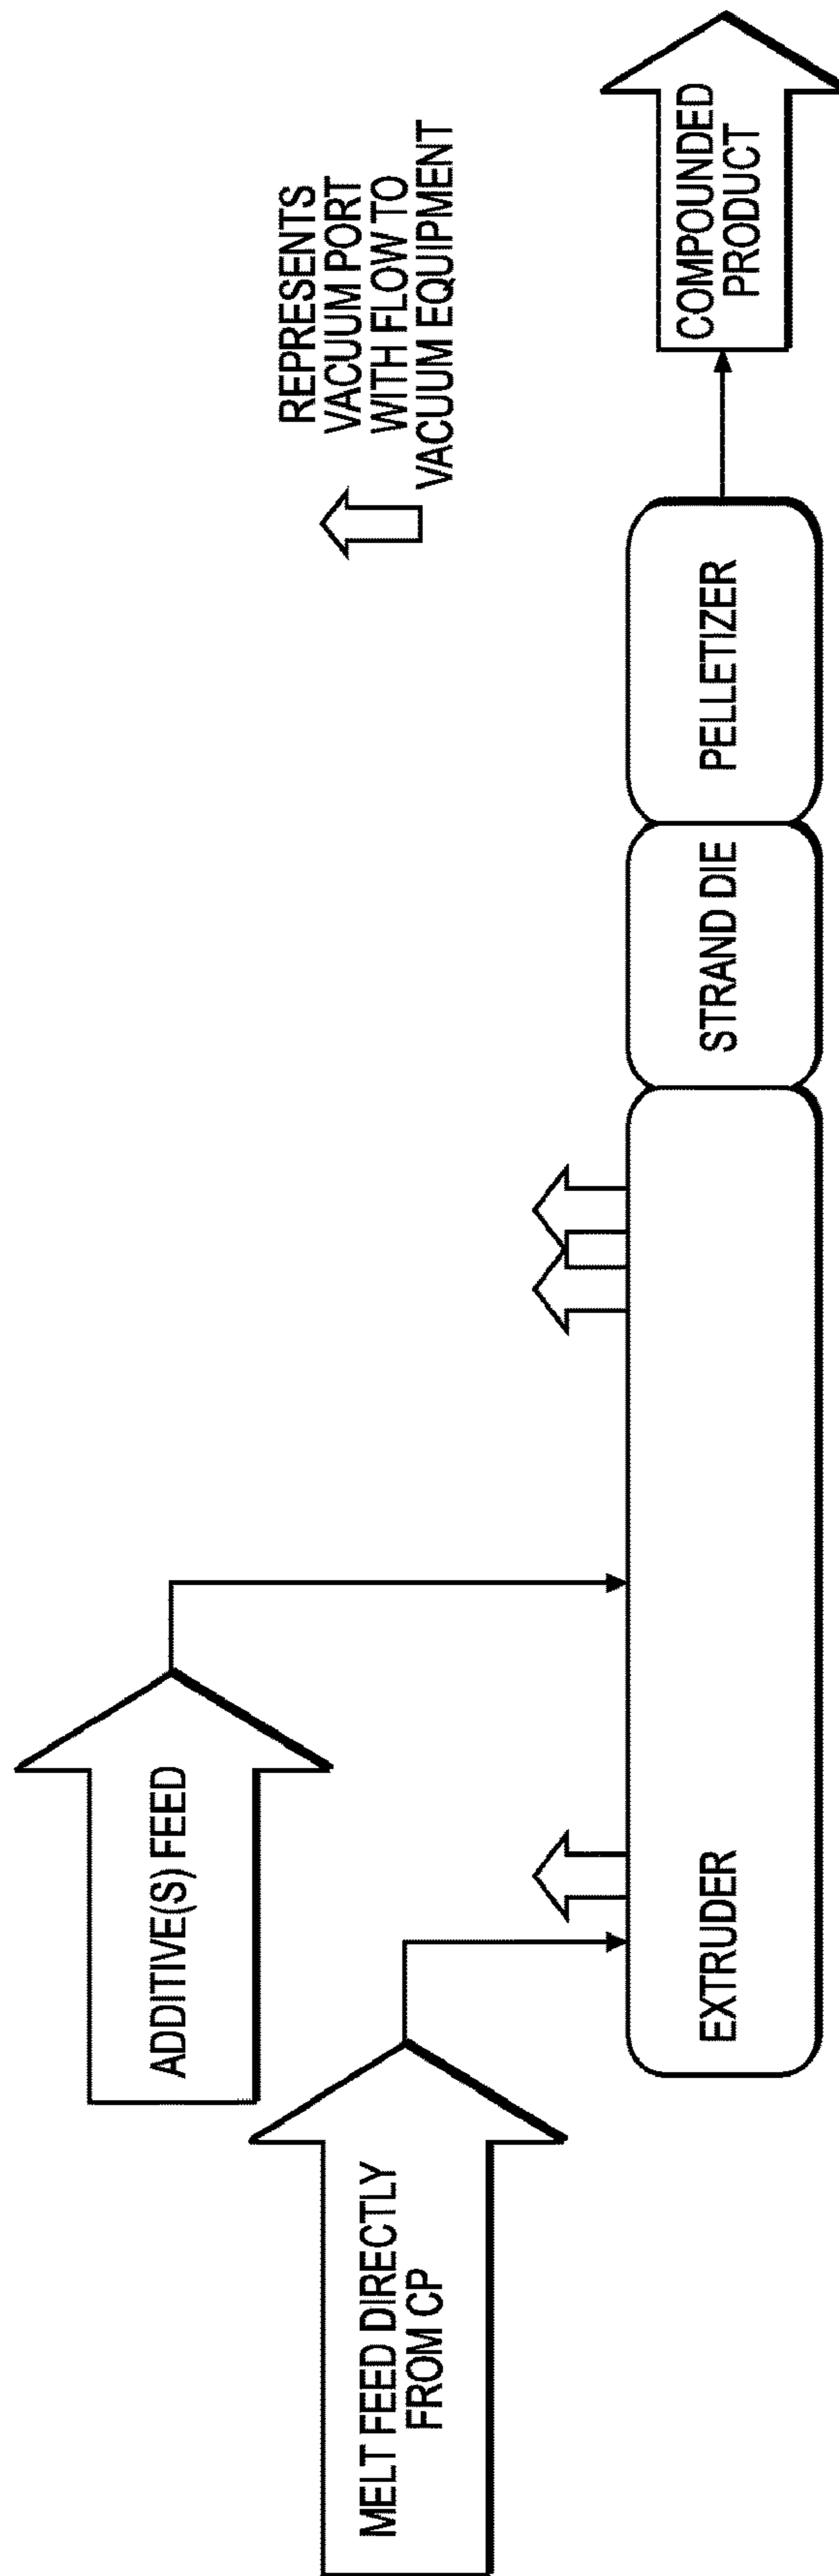 MELT FEED DIRECTLY
FROM CP
ADDITIVE(S) FEED
EXTRUDER
STRAND DIE
PELLETIZER
REPRESENTS
VACUUM PORT
WITH FLOW TO
VACUUM EQUIPMENT
COMPOUNDED
PRODUCT